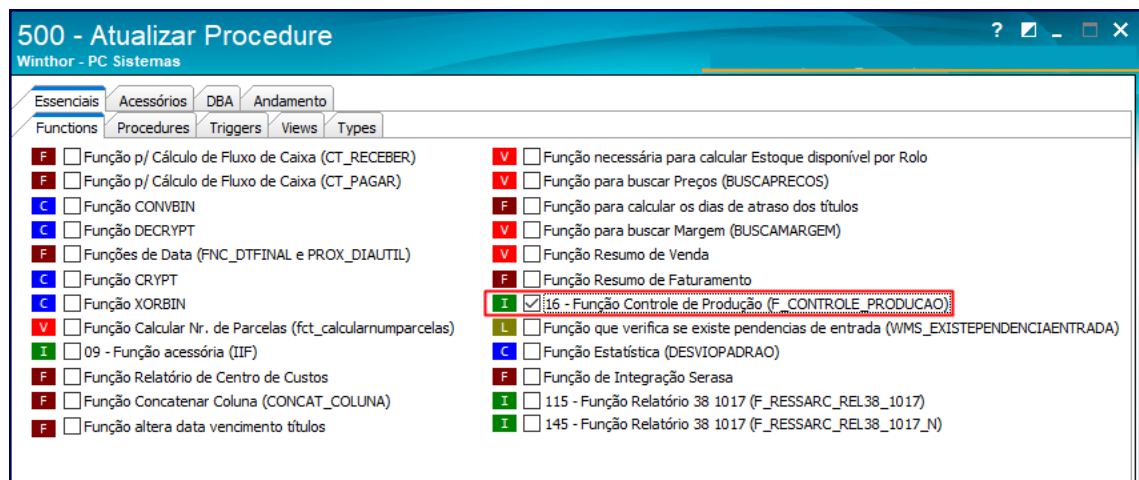 500 - Atualizar Procedure
Winthor - PC Sistemas
Essenciais Acessórios DBA Andamento
Functions Procedures Triggers Views Types
F Função p/ Cálculo de Fluxo de Caixa (CT_RECEBER)
F Função p/ Cálculo de Fluxo de Caixa (CT_PAGAR)
C Função CONVBIN
C Função DECRYPT
F Funções de Data (FNC_DTFINAL e PROX_DIAUTIL)
C Função CRYPT
C Função XORBIN
V Função Calcular Nr. de Parcelas (fct_calcularnumparcelas)
I 09 - Função acessória (IIF)
F Função Relatório de Centro de Custos
F Função Concatenar Coluna (CONCAT_COLUNA)
F Função altera data vencimento títulos
V Função necessária para calcular Estoque disponível por Rolo
V Função para buscar Preços (BUSCAPRECOS)
F Função para calcular os dias de atraso dos títulos
V Função para buscar Margem (BUSCAMARGEM)
V Função Resumo de Venda
F Função Resumo de Faturamento
I 16 - Função Controle de Produção (F_CONTROLE_PRODUCAO)
L Função que verifica se existe pendencias de entrada (WMS_EXISTEPENDENCIAENTRADA)
C Função Estatística (DESVIOPADRAO)
F Função de Integração Serasa
I 115 - Função Relatório 38 1017 (F_RESSARC_REL38_1017)
I 145 - Função Relatório 38 1017 (F_RESSARC_REL38_1017_N)